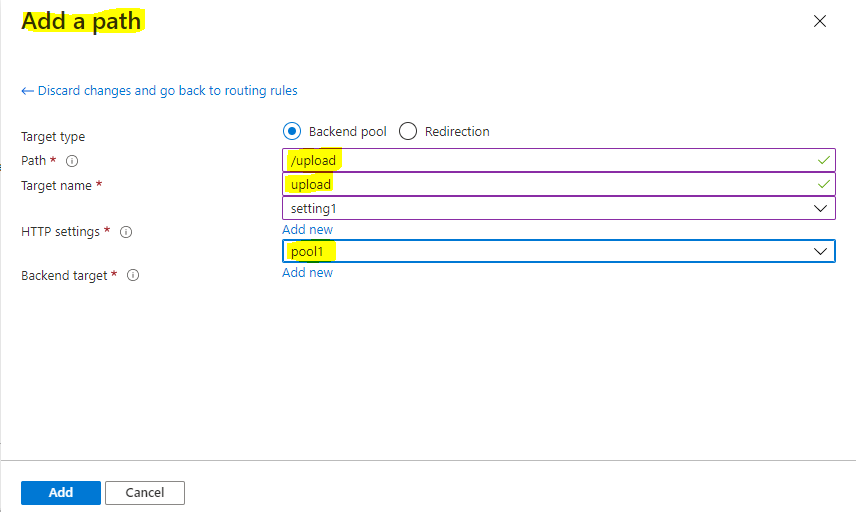 Add a path
← Discard changes and go back to routing rules
Target type
Backend pool
Redirection
Path *
/upload
Target name *
upload
setting1
HTTP settings *
Add new
pool1
Backend target *
Add new
Add
Cancel